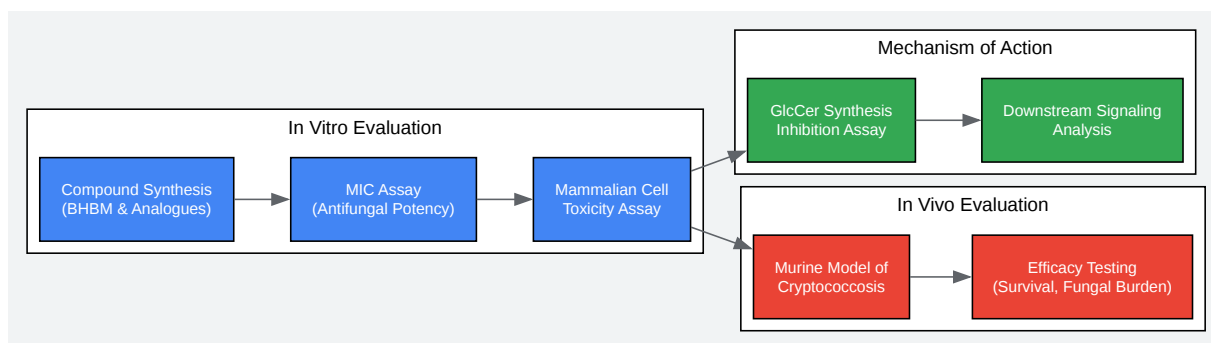 In Vitro Evaluation
Compound Synthesis
(BHBM & Analogues)
MIC Assay
(Antifungal Potency)
Mammalian Cell
Toxicity Assay
Mechanism of Action
GlcCer Synthesis
Inhibition Assay
Downstream Signaling
Analysis
In Vivo Evaluation
Murine Model of
Cryptococcosis
Efficacy Testing
(Survival, Fungal Burden)